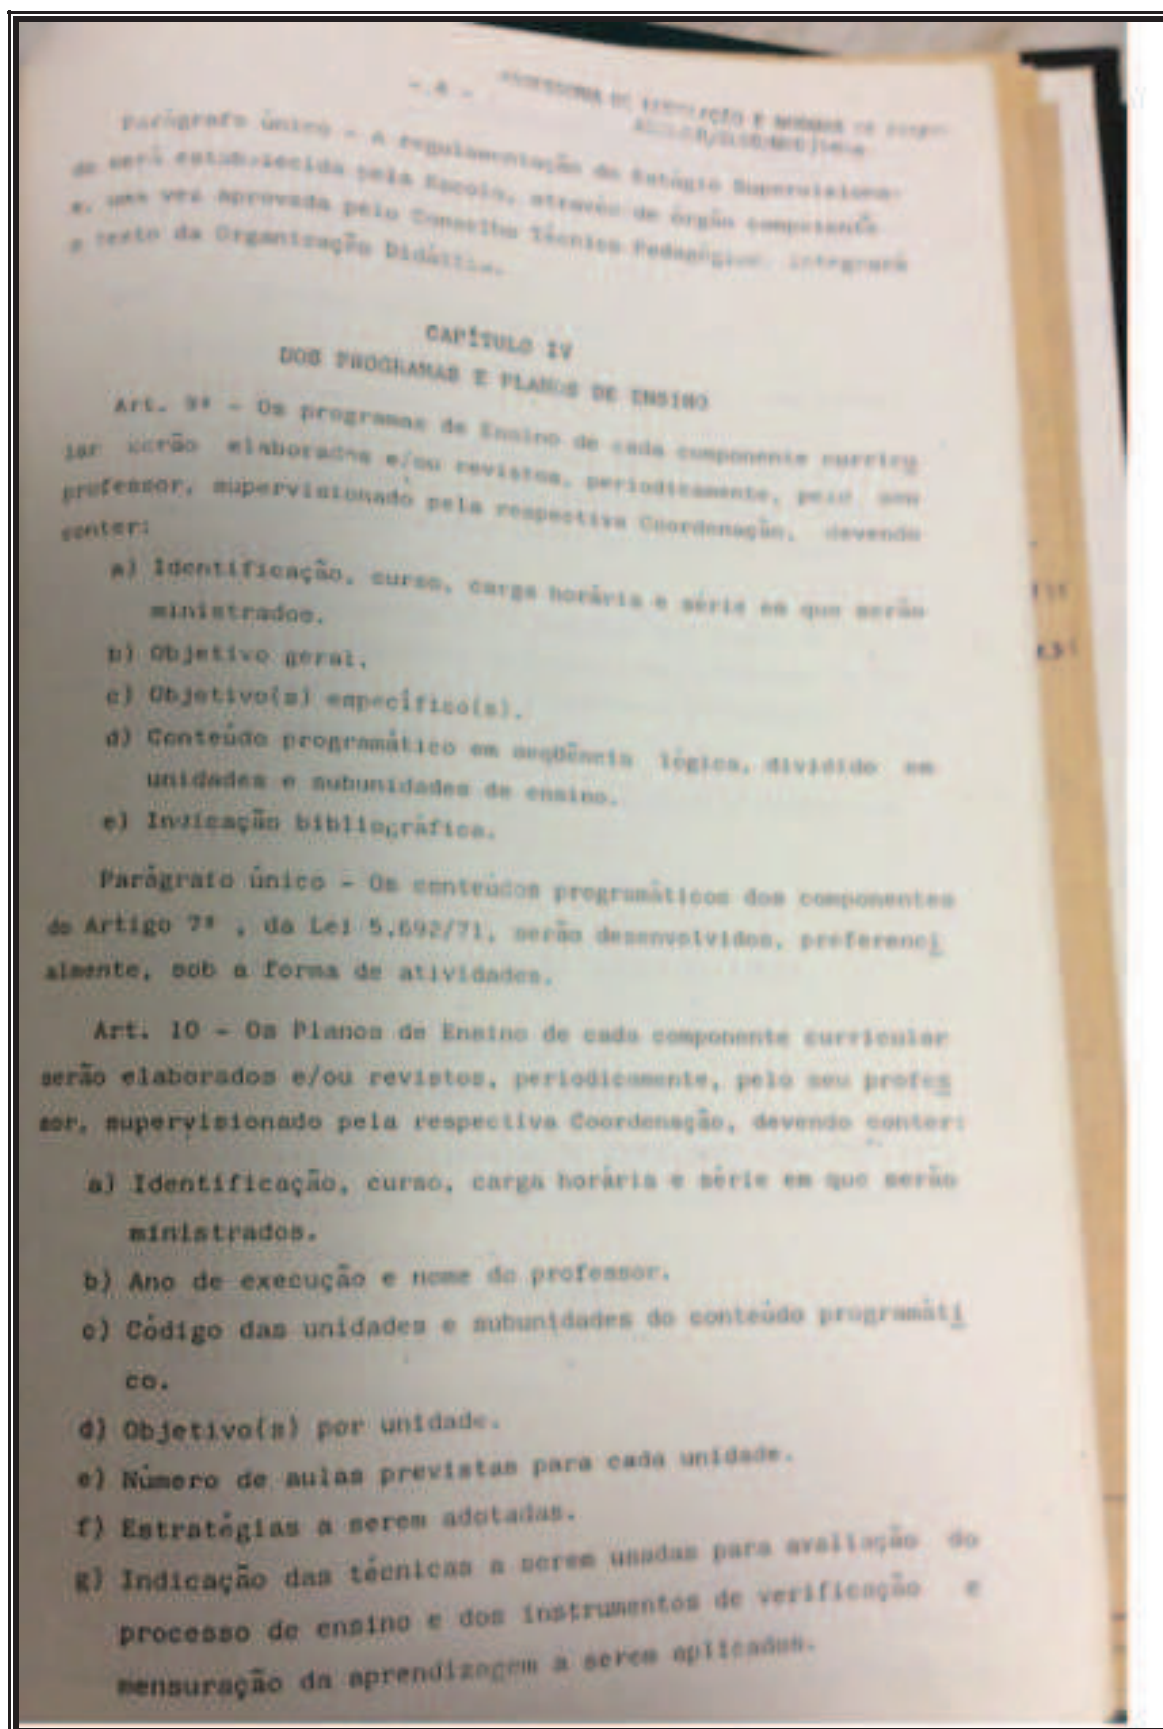 - 4 -
LEGISLAÇÃO E NORMAS
Parágrafo único - A regulamentação do Estágio Supervisiona-
do será estabelecida pela Escola, através de órgão competente
e, uma vez aprovada pelo Conselho Técnico Pedagógico, integrará
o texto da Organização Didática.
CAPÍTULO IV
DOS PROGRAMAS E PLANOS DE ENSINO
Art. 9º - Os programas de Ensino de cada componente curricu
lar serão elaborados e/ou revistos, periodicamente, pelo seu
professor, supervisionado pela respectiva Coordenação, devendo
conter:
a) Identificação, curso, carga horária e série em que serão
ministrados.
b) Objetivo geral.
c) Objetivo(s) específico(s).
d) Conteúdo programático em seqüência lógica, dividido em
unidades e subunidades de ensino.
e) Indicação bibliográfica.
Parágrafo único - Os conteúdos programáticos dos componentes
do Artigo 7º , da Lei 5.692/71, serão desenvolvidos, preferenci
almente, sob a forma de atividades.
Art. 10 - Os Planos de Ensino de cada componente curricular
serão elaborados e/ou revistos, periodicamente, pelo seu profes
sor, supervisionado pela respectiva Coordenação, devendo conter:
a) Identificação, curso, carga horária e série em que serão
ministrados.
b) Ano de execução e nome do professor.
c) Código das unidades e subunidades do conteúdo programáti
co.
d) Objetivo(s) por unidade.
e) Número de aulas previstas para cada unidade.
f) Estratégias a serem adotadas.
g) Indicação das técnicas a serem usadas para avaliação do
processo de ensino e dos instrumentos de verificação e
mensuração da aprendizagem a serem aplicadas.